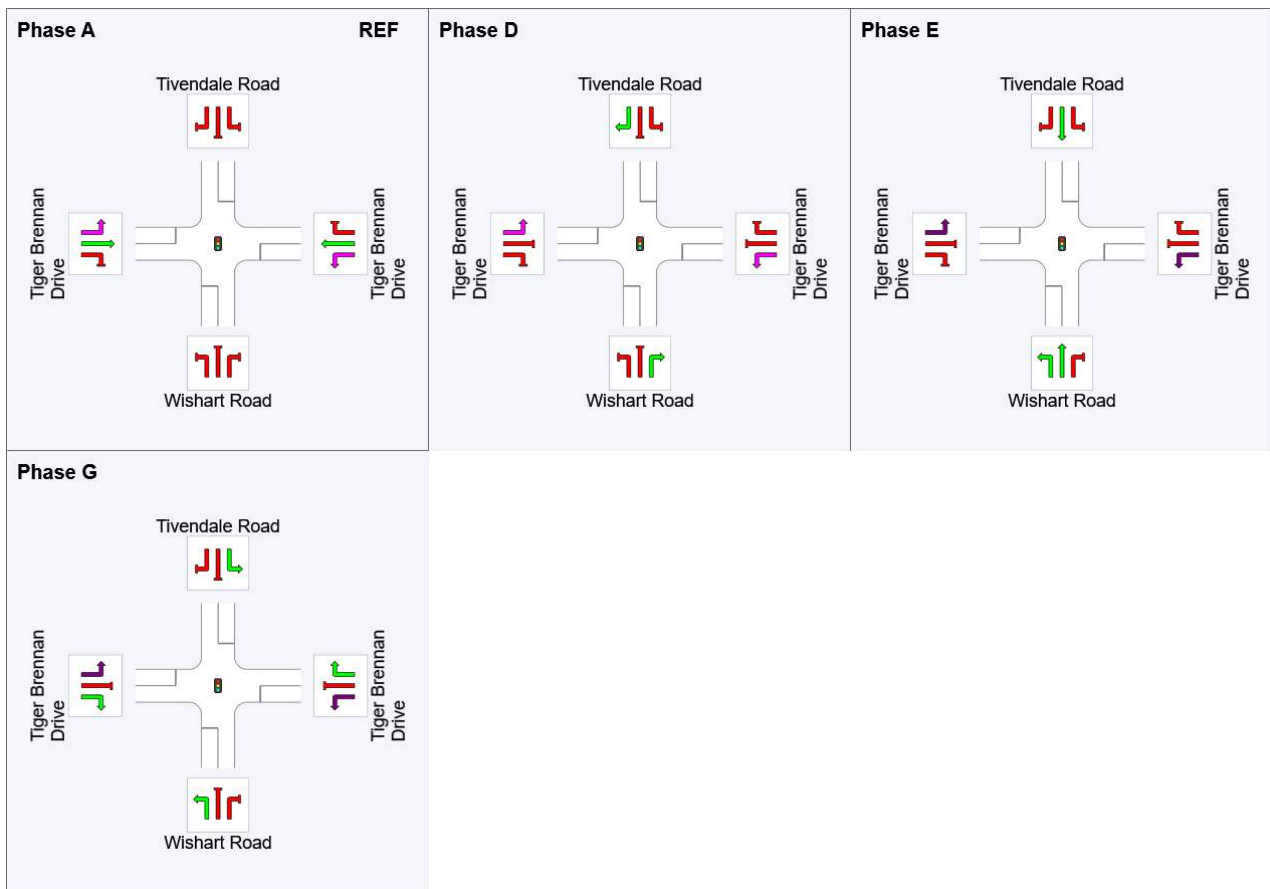 Phase A
REF
Tivendale Road
Tiger Brennan
Drive
Tiger Brennan
Drive
Wishart Road
Phase D
Tivendale Road
Tiger Brennan
Drive
Tiger Brennan
Drive
Wishart Road
Phase E
Tivendale Road
Tiger Brennan
Drive
Tiger Brennan
Drive
Wishart Road
Phase G
Tivendale Road
Tiger Brennan
Drive
Tiger Brennan
Drive
Wishart Road